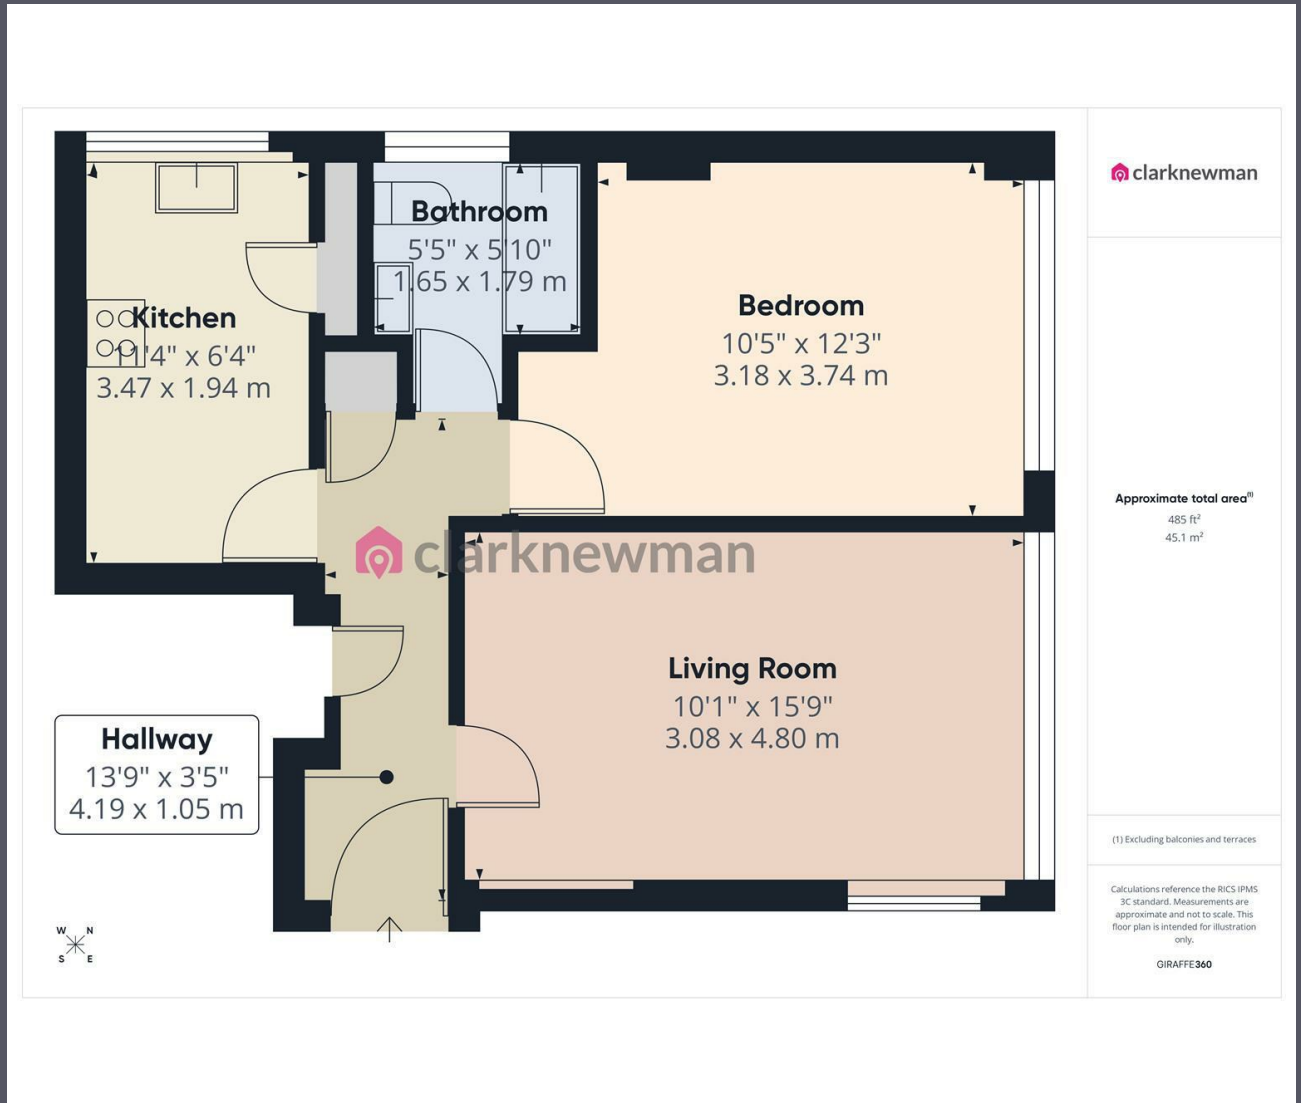 clarknewman
Bathroom
5'5" x 5'10"
1.65 x 1.79 m
Kitchen
11'4" x 6'4"
3.47 x 1.94 m
Bedroom
10'5" x 12'3"
3.18 x 3.74 m
clarknewman
Living Room
10'1" x 15'9"
3.08 x 4.80 m
Hallway
13'9" x 3'5"
4.19 x 1.05 m
W N
S E
Approximate total area(1)
485 ft²
45.1 m²
(1) Excluding balconies and terraces
Calculations reference the RICS IPMS
3C standard. Measurements are
approximate and not to scale. This
floor plan is intended for illustration
only.
GIRAFFE360